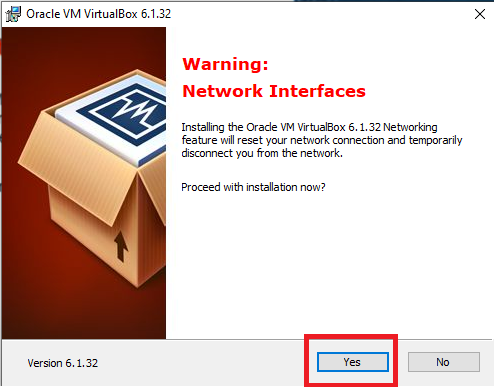 Oracle VM VirtualBox 6.1.32
Warning:
Network Interfaces
Installing the Oracle VM VirtualBox 6.1.32 Networking
feature will reset your network connection and temporarily
disconnect you from the network.
Proceed with installation now?
Version 6.1.32
Yes
No